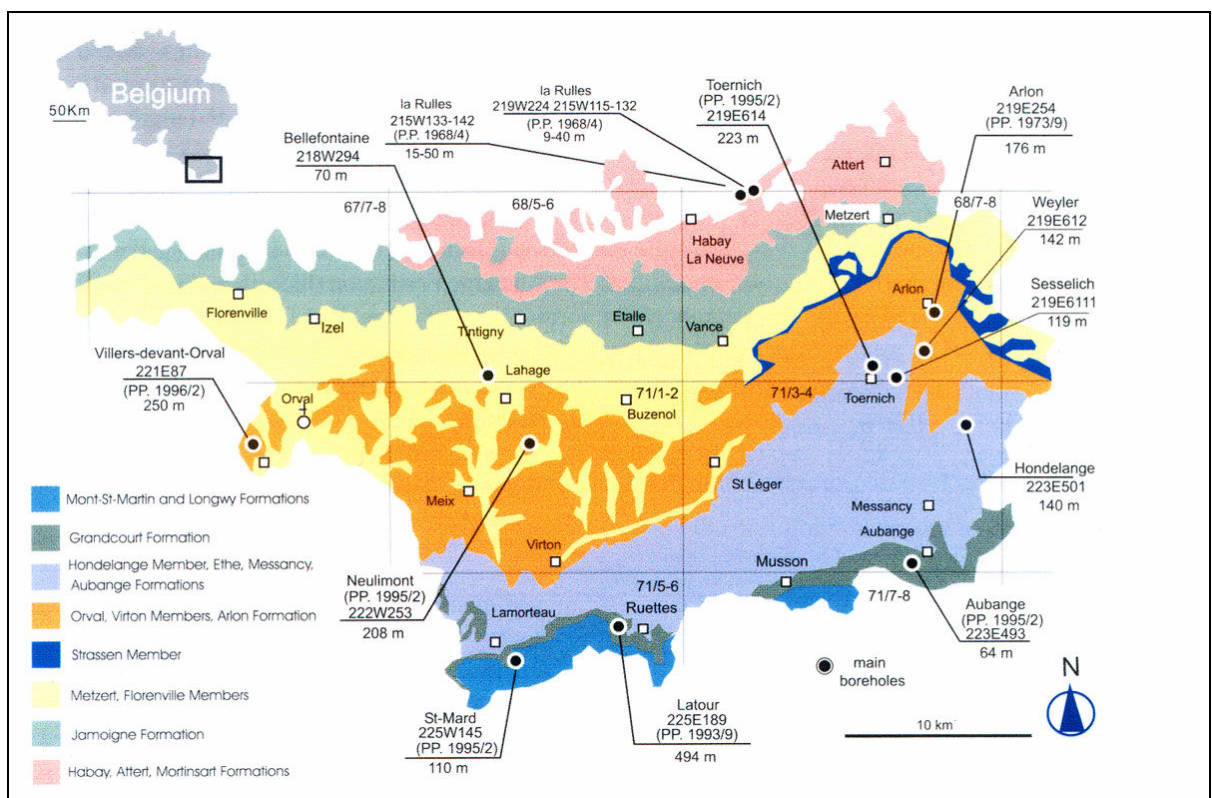 Belgium
50Km
la Rulles
215W133-142
(P.P. 1968/4)
15-50 m
la Rulles
219W224 215W115-132
(P.P. 1968/4)
9-40 m
Toernich
(PP. 1995/2)
219E614
223 m
Arlon
219E254
(PP. 1973/9)
176 m
Bellefontaine
218W294
70 m
Attert
67/7-8
68/5-6
68/7-8
Metzert
Weyler
219E612
142 m
Habay
La Neuve
Sesselich
219E6111
119 m
Florenville
Izel
Tintigny
Etalle
Vance
Arlon
Villers-devant-Orval
221E87
(PP. 1996/2)
250 m
Orval
Lahage
71/1-2
Buzenol
71/3-4
Toernich
Hondelange
223E501
140 m
Meix
St Léger
Messancy
Aubange
Virton
Musson
71/5-6
71/7-8
Neulimont
(PP. 1995/2)
222W253
208 m
Lamorteau
Ruettes
Aubange
(PP. 1995/2)
223E493
64 m
St-Mard
225W145
(PP. 1995/2)
110 m
Latour
225E189
(PP. 1993/9)
494 m
main
boreholes
N
10 km
Mont-St-Martin and Longwy Formations
Grandcourt Formation
Hondelange Member, Ethe, Messancy,
Aubange Formations
Orval, Virton Members, Arlon Formation
Strassen Member
Metzert, Florenville Members
Jamoigne Formation
Habay, Attert, Mortinsart Formations